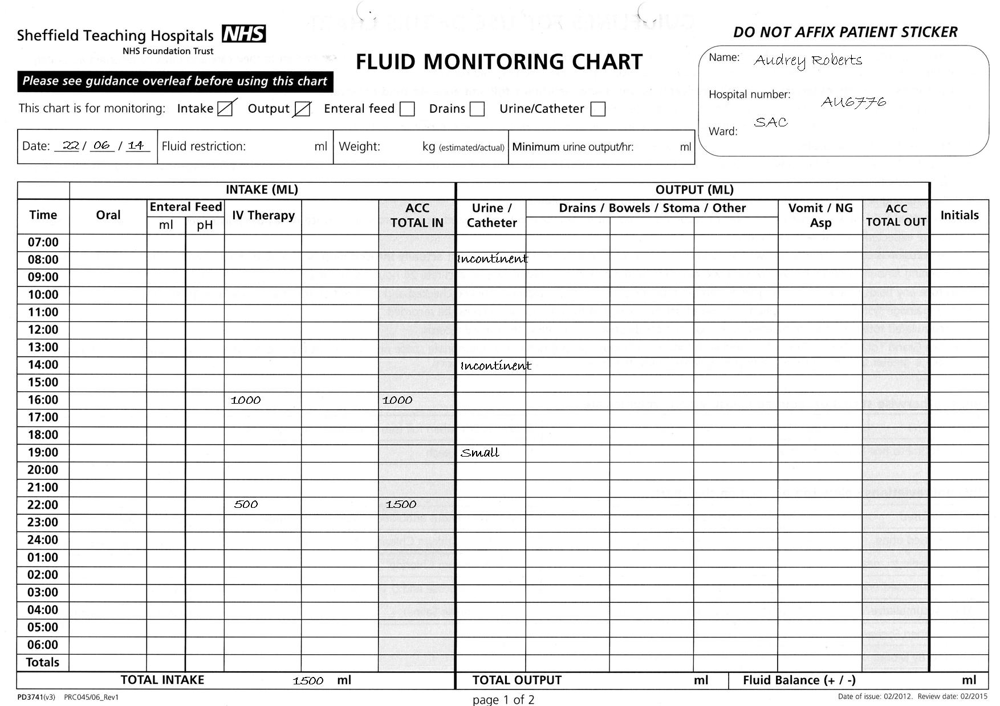 Sheffield Teaching Hospitals NHS
NHS Foundation Trust
Please see guidance overleaf before using this chart
FLUID MONITORING CHART
DO NOT AFFIX PATIENT STICKER
Name: Audrey Roberts
Hospital number: AU6776
Ward: SAC
This chart is for monitoring: Intake Output Enteral feed Drains Urine/Catheter
Date: 22 / 06 / 14 Fluid restriction: ml Weight: kg (estimated/actual) Minimum urine output/hr: ml
INTAKE (ML) OUTPUT (ML)
Time Oral Enteral Feed ml pH IV Therapy ACC TOTAL IN Urine / Catheter Drains / Bowels / Stoma / Other Vomit / NG Asp ACC TOTAL OUT Initials
07:00
08:00 Incontinent
09:00
10:00
11:00
12:00
13:00
14:00 Incontinent
15:00
16:00 1000 1000
17:00
18:00
19:00 Small
20:00
21:00
22:00 500 1500
23:00
24:00
01:00
02:00
03:00
04:00
05:00
06:00
Totals
TOTAL INTAKE 1500 ml TOTAL OUTPUT ml Fluid Balance (+ / -) ml
PD3741(v3) PRC045/06_Rev1
page 1 of 2
Date of issue: 02/2012. Review date: 02/2015